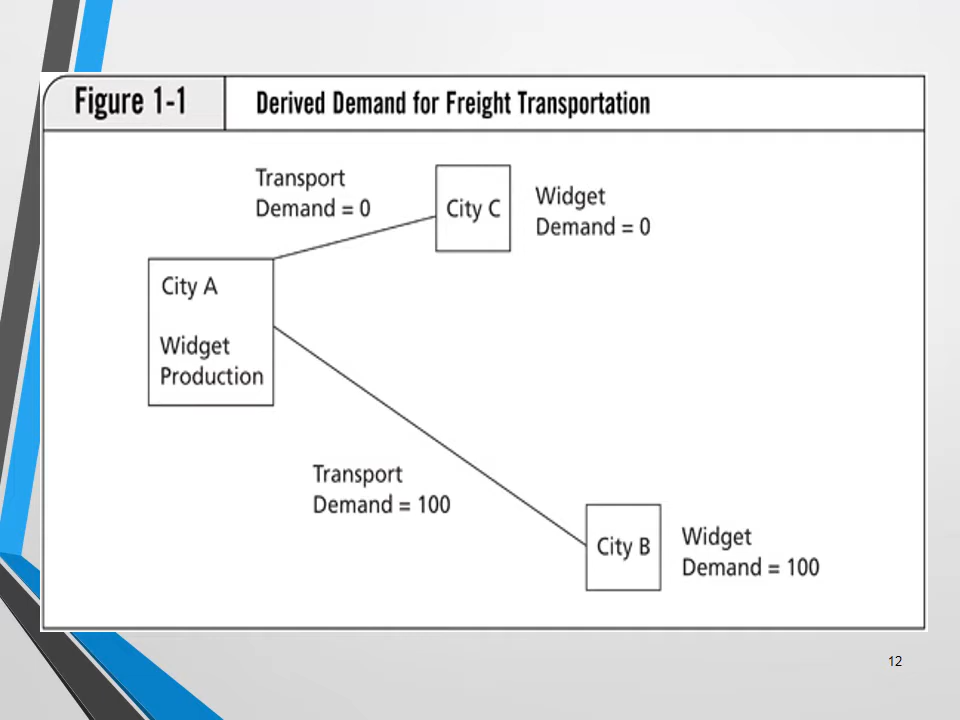 Figure 1-1
Derived Demand for Freight Transportation
Transport
Demand = 0
City C
Widget
Demand = 0
City A
Widget
Production
Transport
Demand = 100
City B
Widget
Demand = 100
12